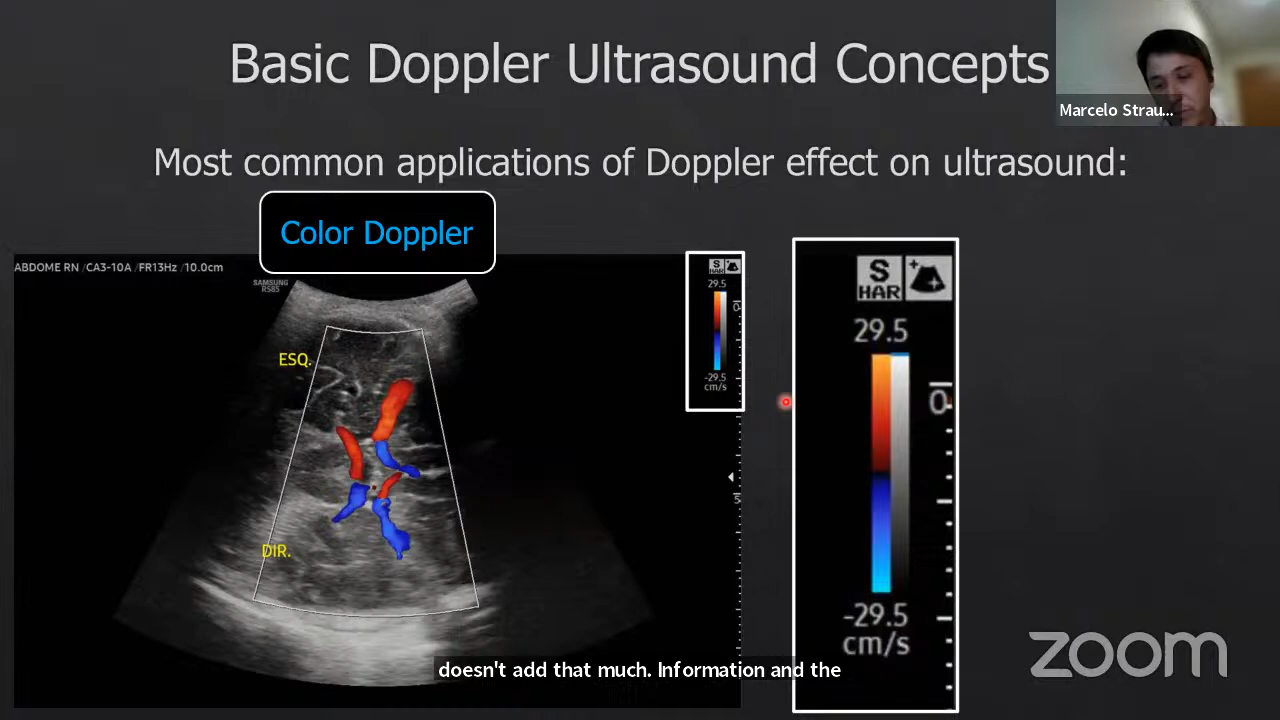 Basic Doppler Ultrasound Concepts
Marcelo Strau...
Most common applications of Doppler effect on ultrasound:
Color Doppler
ABDOME RN /CA3-10A /FR13Hz /10.0cm
SAMSUNG
RS85
S
HAR
29.5
-29.5
cm/s
0
5
ESQ.
DIR.
S
HAR
29.5
0
-29.5
cm/s
zoom
doesn't add that much. Information and the